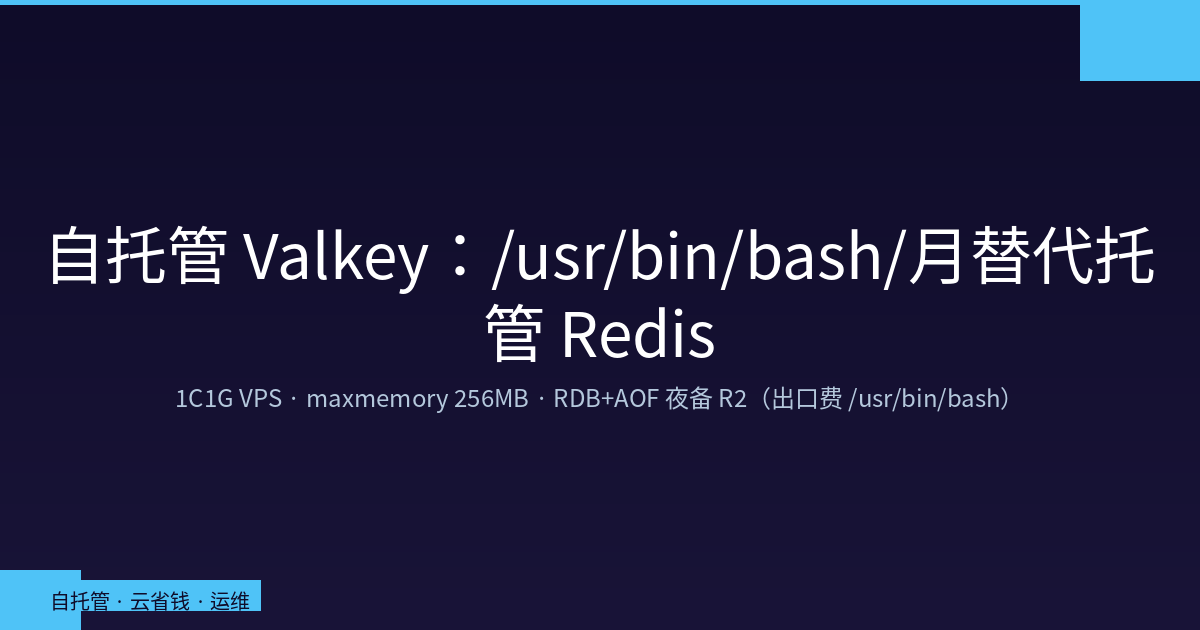 自托管 Valkey：/usr/bin/bash/月替代托
管 Redis
1C1G VPS · maxmemory 256MB · RDB+AOF 夜备 R2（出口费 /usr/bin/bash）
自托管 · 云省钱 · 运维